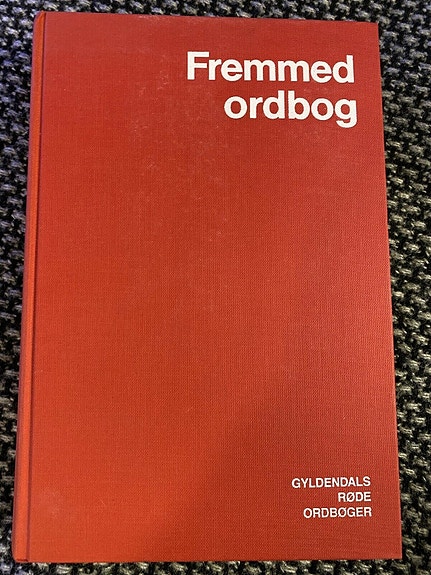 Fremmed
ordbog
GYLDENDALS
RØDE
ORDBØGER